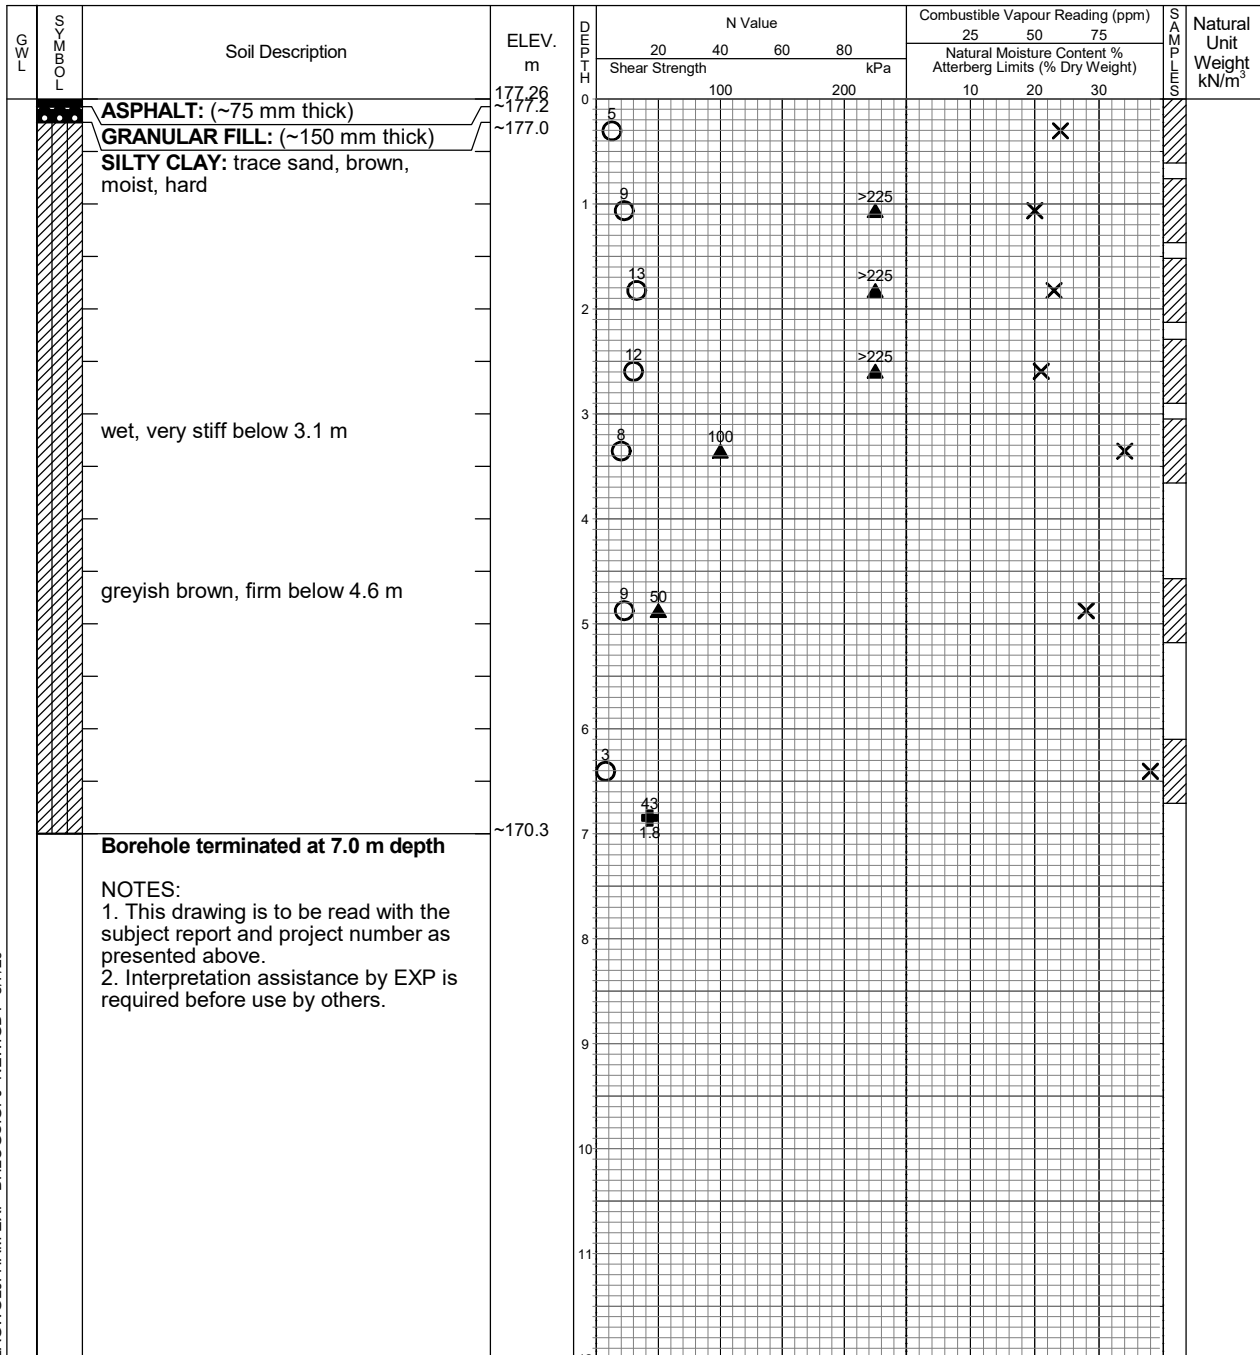 GWL
SYMBOL
Soil Description
ELEV.
m
DEPTH
N Value
20 40 60 80
Shear Strength kPa
100 200
Combustible Vapour Reading (ppm)
25 50 75
Natural Moisture Content %
Atterberg Limits (% Dry Weight)
10 20 30
SAMPLES
Natural
Unit
Weight
kN/m³
177.26
0
ASPHALT: (~75 mm thick)
~177.2
GRANULAR FILL: (~150 mm thick)
~177.0
SILTY CLAY: trace sand, brown,
moist, hard
5
9 >225
1
13 >225
2
12 >225
3
wet, very stiff below 3.1 m
8 100
4
greyish brown, firm below 4.6 m
9 50
5
6
3
43
1.8
7
~170.3
Borehole terminated at 7.0 m depth
NOTES:
1. This drawing is to be read with the
subject report and project number as
presented above.
2. Interpretation assistance by EXP is
required before use by others.
8
9
10
11